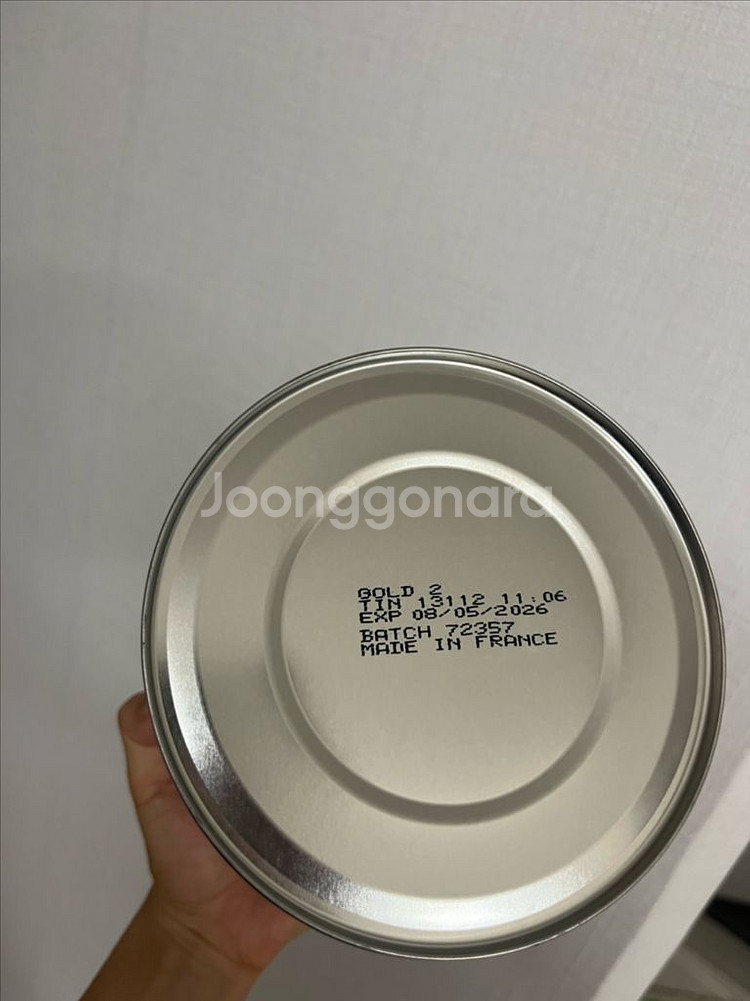 Joonggonara
GOLD 2
TIN 13112 11:06
EXP 08/05/2026
BATCH 72357
MADE IN FRANCE